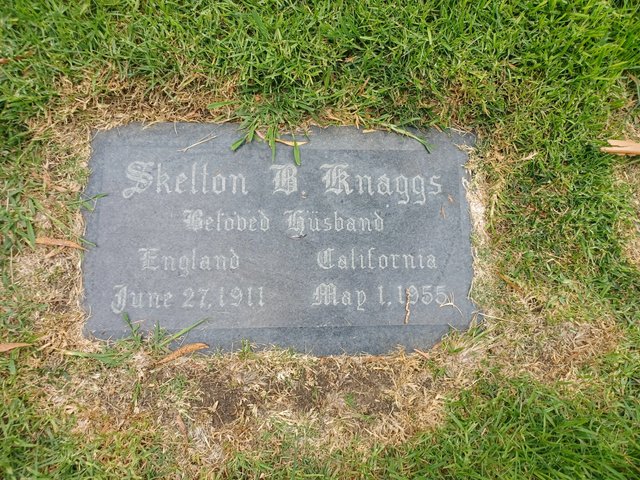 Skelton B. Knaggs
Beloved Husband
England California
June 27, 1911 May 1, 1955